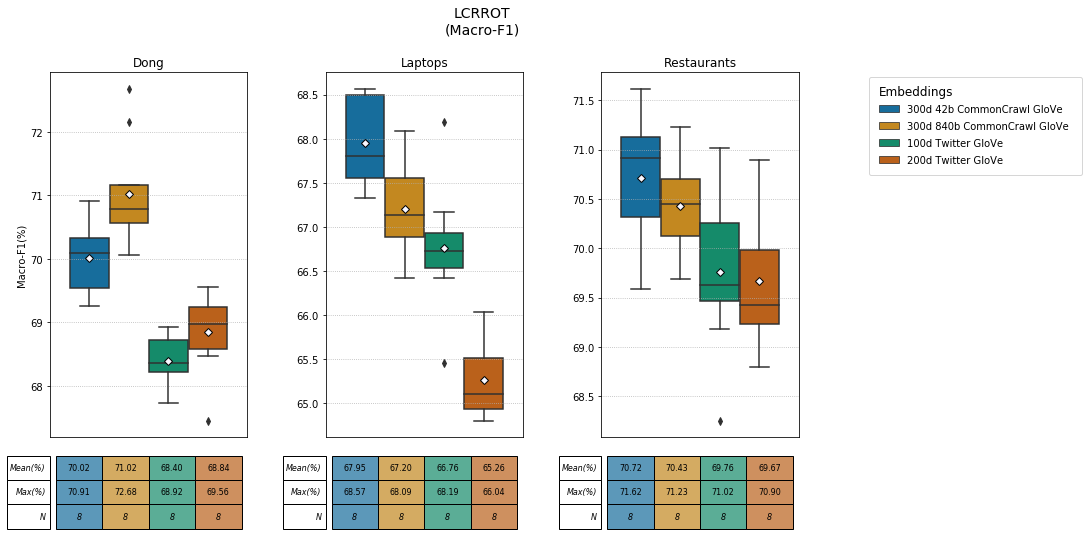 LCRROT
(Macro-F1)
Dong
Laptops
Restaurants
Embeddings
300d 42b CommonCrawl GloVe
300d 840b CommonCrawl GloVe
100d Twitter GloVe
200d Twitter GloVe
Macro-F1(%)
72
71
70
69
68
68.5
68.0
67.5
67.0
66.5
66.0
65.5
65.0
71.5
71.0
70.5
70.0
69.5
69.0
68.5
Mean(%) 70.02 71.02 68.40 68.84
Max(%) 70.91 72.68 68.92 69.56
N 8 8 8 8
Mean(%) 67.95 67.20 66.76 65.26
Max(%) 68.57 68.09 68.19 66.04
N 8 8 8 8
Mean(%) 70.72 70.43 69.76 69.67
Max(%) 71.62 71.23 71.02 70.90
N 8 8 8 8